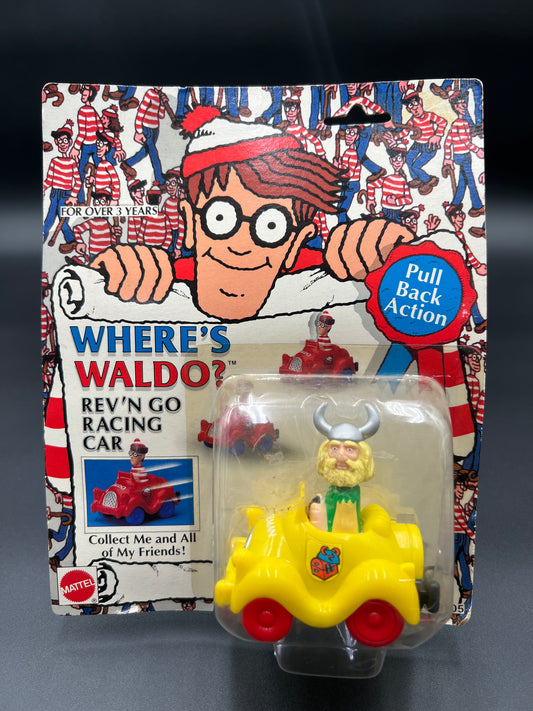 FOR OVER 3 YEARS
Pull
Back
Action
WHERE'S
WALDO?™
REV'N GO
RACING
CAR
Collect Me and All
of My Friends!
MATTEL
®